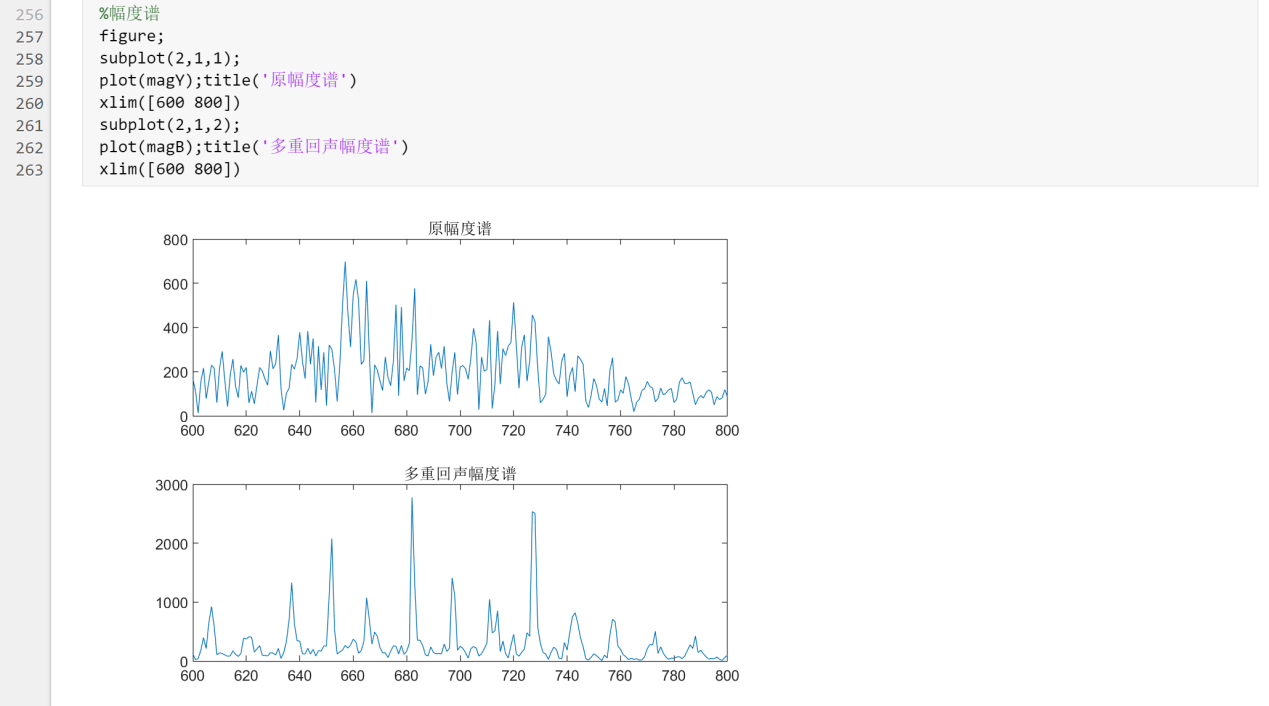 256 %幅度谱
257 figure;
258 subplot(2,1,1);
259 plot(magY);title('原幅度谱')
260 xlim([600 800])
261 subplot(2,1,2);
262 plot(magB);title('多重回声幅度谱')
263 xlim([600 800])
原幅度谱
800
600
400
200
0
600 620 640 660 680 700 720 740 760 780 800
多重回声幅度谱
3000
2000
1000
0
600 620 640 660 680 700 720 740 760 780 800